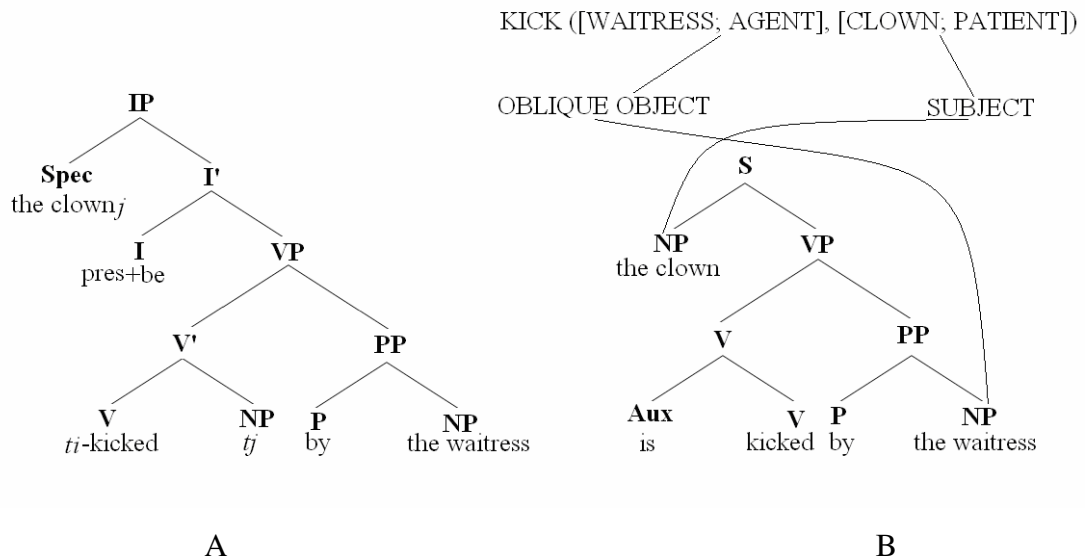 KICK ([WAITRESS; AGENT], [CLOWN; PATIENT])
OBLIQUE OBJECT SUBJECT
IP
Spec I'
the clownj
I VP
pres+be
V' PP
V NP P NP
ti-kicked tj by the waitress
S
NP VP
the clown
V PP
Aux V P NP
is kicked by the waitress
A B